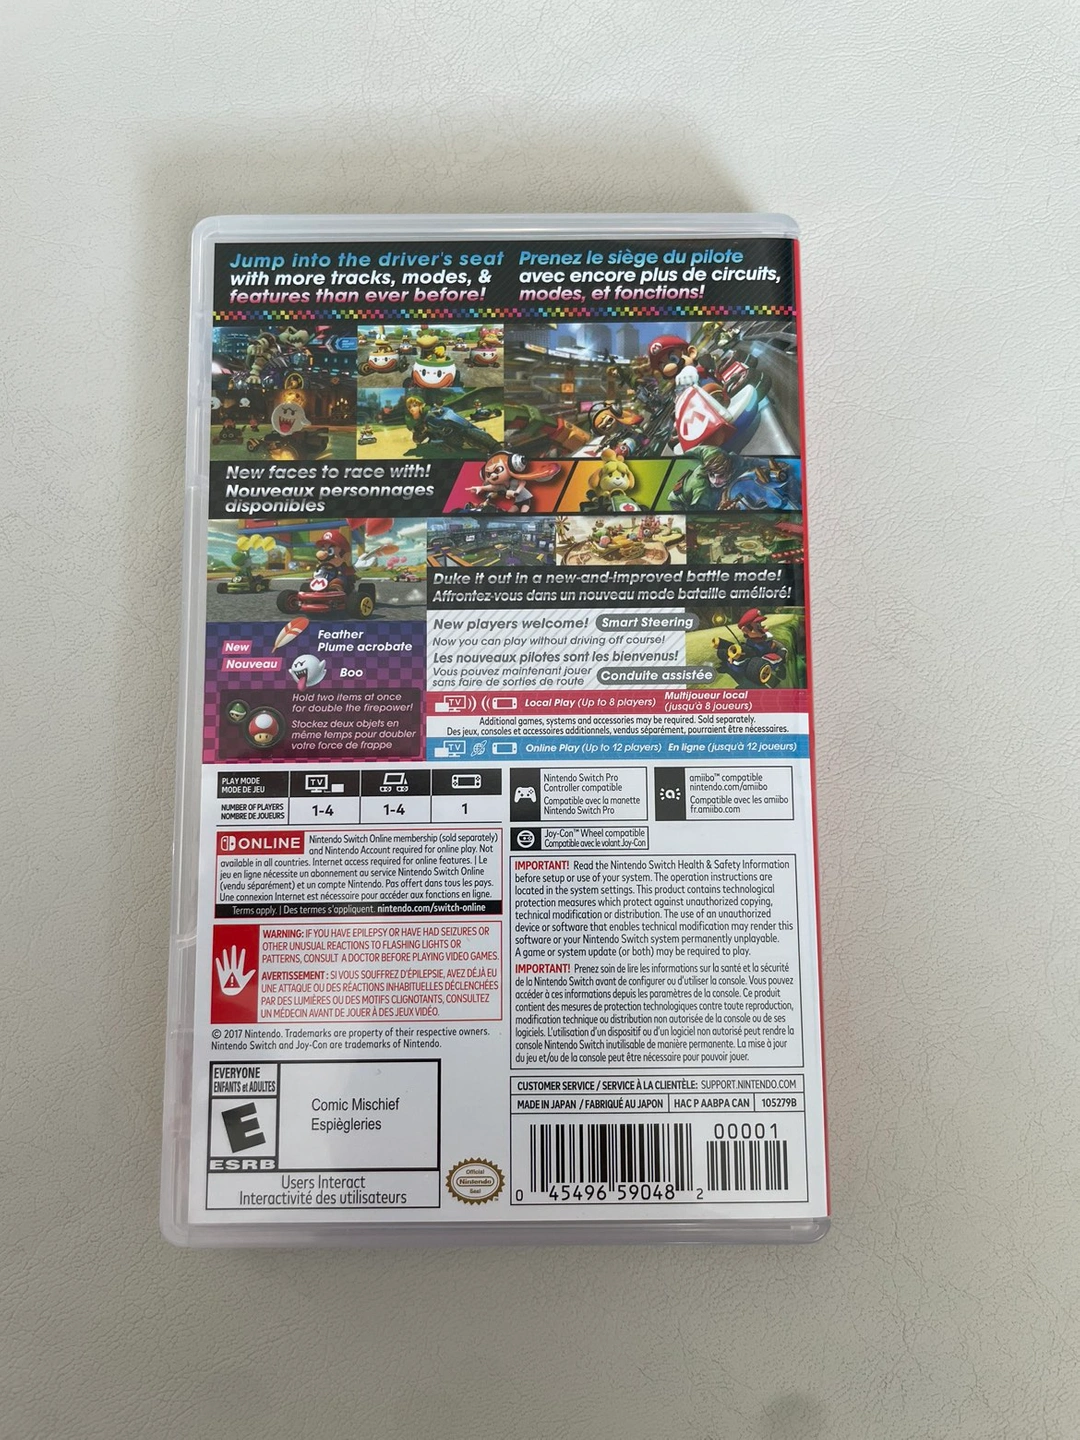 Jump into the driver's seat
with more tracks, modes, &
features than ever before!
Prenez le siège du pilote
avec encore plus de circuits,
modes, et fonctions!
New faces to race with!
Nouveaux personnages
disponibles
Duke it out in a new-and-improved battle mode!
Affrontez-vous dans un nouveau mode bataille amélioré!
New players welcome! Smart Steering
Now you can play without driving off course!
Les nouveaux pilotes sont les bienvenus!
Vous pouvez maintenant jouer
sans faire de sorties de route
Conduite assistée
New
Nouveau
Feather
Plume acrobate
Boo
Hold two items at once
for double the firepower!
Stockez deux objets en
même temps pour doubler
votre force de frappe
TV Local Play (Up to 8 players)
Multijoueur local
(jusqu'à 8 joueurs)
Additional games, systems and accessories may be required. Sold separately.
Des jeux, consoles et accessoires additionnels, vendus séparément, pourraient être nécessaires.
TV Online Play (Up to 12 players) En ligne (jusqu'à 12 joueurs)
PLAY MODE
MODE DE JEU
TV
NUMBER OF PLAYERS
NOMBRE DE JOUEURS
1-4 1-4 1
Nintendo Switch Pro
Controller compatible
Compatible avec la manette
Nintendo Switch Pro
amiibo™ compatible
nintendo.com/amiibo
Compatible avec les amiibo
fr.amiibo.com
Joy-Con™ Wheel compatible
Compatible avec le volant Joy-Con
ONLINE Nintendo Switch Online membership (sold separately)
and Nintendo Account required for online play. Not
available in all countries. Internet access required for online features. | Le
jeu en ligne nécessite un abonnement au service Nintendo Switch Online
(vendu séparément) et un compte Nintendo. Pas offert dans tous les pays.
Une connexion Internet est nécessaire pour accéder aux fonctions en ligne.
Terms apply. | Des termes s'appliquent. nintendo.com/switch-online
WARNING: IF YOU HAVE EPILEPSY OR HAVE HAD SEIZURES OR
OTHER UNUSUAL REACTIONS TO FLASHING LIGHTS OR
PATTERNS, CONSULT A DOCTOR BEFORE PLAYING VIDEO GAMES.
AVERTISSEMENT : SI VOUS SOUFFREZ D'ÉPILEPSIE, AVEZ DÉJÀ EU
UNE ATTAQUE OU DES RÉACTIONS INHABITUELLES DÉCLENCHÉES
PAR DES LUMIÈRES OU DES MOTIFS CLIGNOTANTS, CONSULTEZ
UN MÉDECIN AVANT DE JOUER À DES JEUX VIDÉO.
© 2017 Nintendo. Trademarks are property of their respective owners.
Nintendo Switch and Joy-Con are trademarks of Nintendo.
IMPORTANT! Read the Nintendo Switch Health & Safety Information
before setup or use of your system. The operation instructions are
located in the system settings. This product contains technological
protection measures which protect against unauthorized copying,
technical modification or distribution. The use of an unauthorized
device or software that enables technical modification may render this
software or your Nintendo Switch system permanently unplayable.
A game or system update (or both) may be required to play.
IMPORTANT! Prenez soin de lire les informations sur la santé et la sécurité
de la Nintendo Switch avant de configurer ou d'utiliser la console. Vous pouvez
accéder à ces informations depuis les paramètres de la console. Ce produit
contient des mesures de protection technologiques contre toute reproduction,
modification technique ou distribution non autorisée de la console ou de ses
logiciels. L'utilisation d'un dispositif ou d'un logiciel non autorisé peut rendre la
console Nintendo Switch inutilisable de manière permanente. La mise à jour
du jeu et/ou de la console peut être nécessaire pour pouvoir jouer.
EVERYONE
ENFANTS et ADULTES
E
ESRB
Comic Mischief
Espiègleries
Users Interact
Interactivité des utilisateurs
Official
Nintendo
Seal
CUSTOMER SERVICE / SERVICE À LA CLIENTÈLE: SUPPORT.NINTENDO.COM
MADE IN JAPAN / FABRIQUÉ AU JAPON HAC P AABPA CAN 105279B
00001
0 45496 59048 2